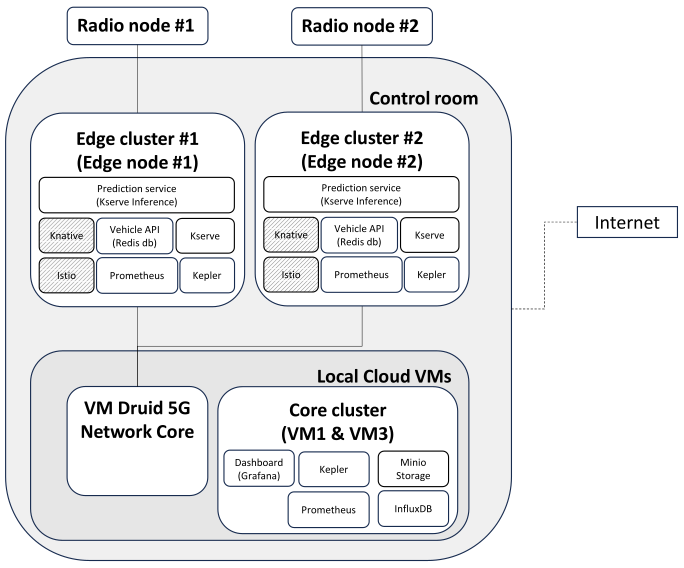 Radio node #1
Radio node #2
Control room
Edge cluster #1
(Edge node #1)
Prediction service
(Kserve Inference)
Knative
Vehicle API
(Redis db)
Kserve
Istio
Prometheus
Kepler
Edge cluster #2
(Edge node #2)
Prediction service
(Kserve Inference)
Knative
Vehicle API
(Redis db)
Kserve
Istio
Prometheus
Kepler
Internet
Local Cloud VMs
VM Druid 5G
Network Core
Core cluster
(VM1 & VM3)
Dashboard
(Grafana)
Kepler
Minio
Storage
Prometheus
InfluxDB